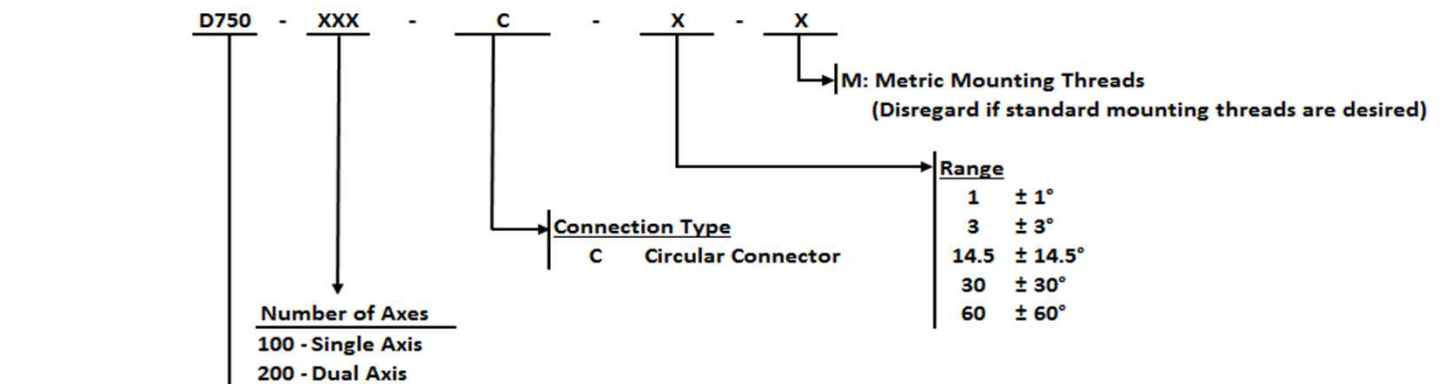 D750 - XXX - C - X - X
M: Metric Mounting Threads
(Disregard if standard mounting threads are desired)
Range
1 ± 1°
3 ± 3°
Connection Type
14.5 ± 14.5°
C Circular Connector
30 ± 30°
60 ± 60°
Number of Axes
100 - Single Axis
200 - Dual Axis